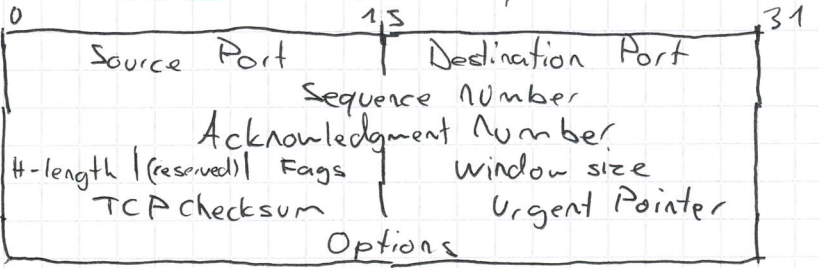 0 15 31
Source Port Destination Port
Sequence Number
Acknowledgment Number
H-length |(reserved)| Fags Window size
TCP Checksum Urgent Pointer
Options